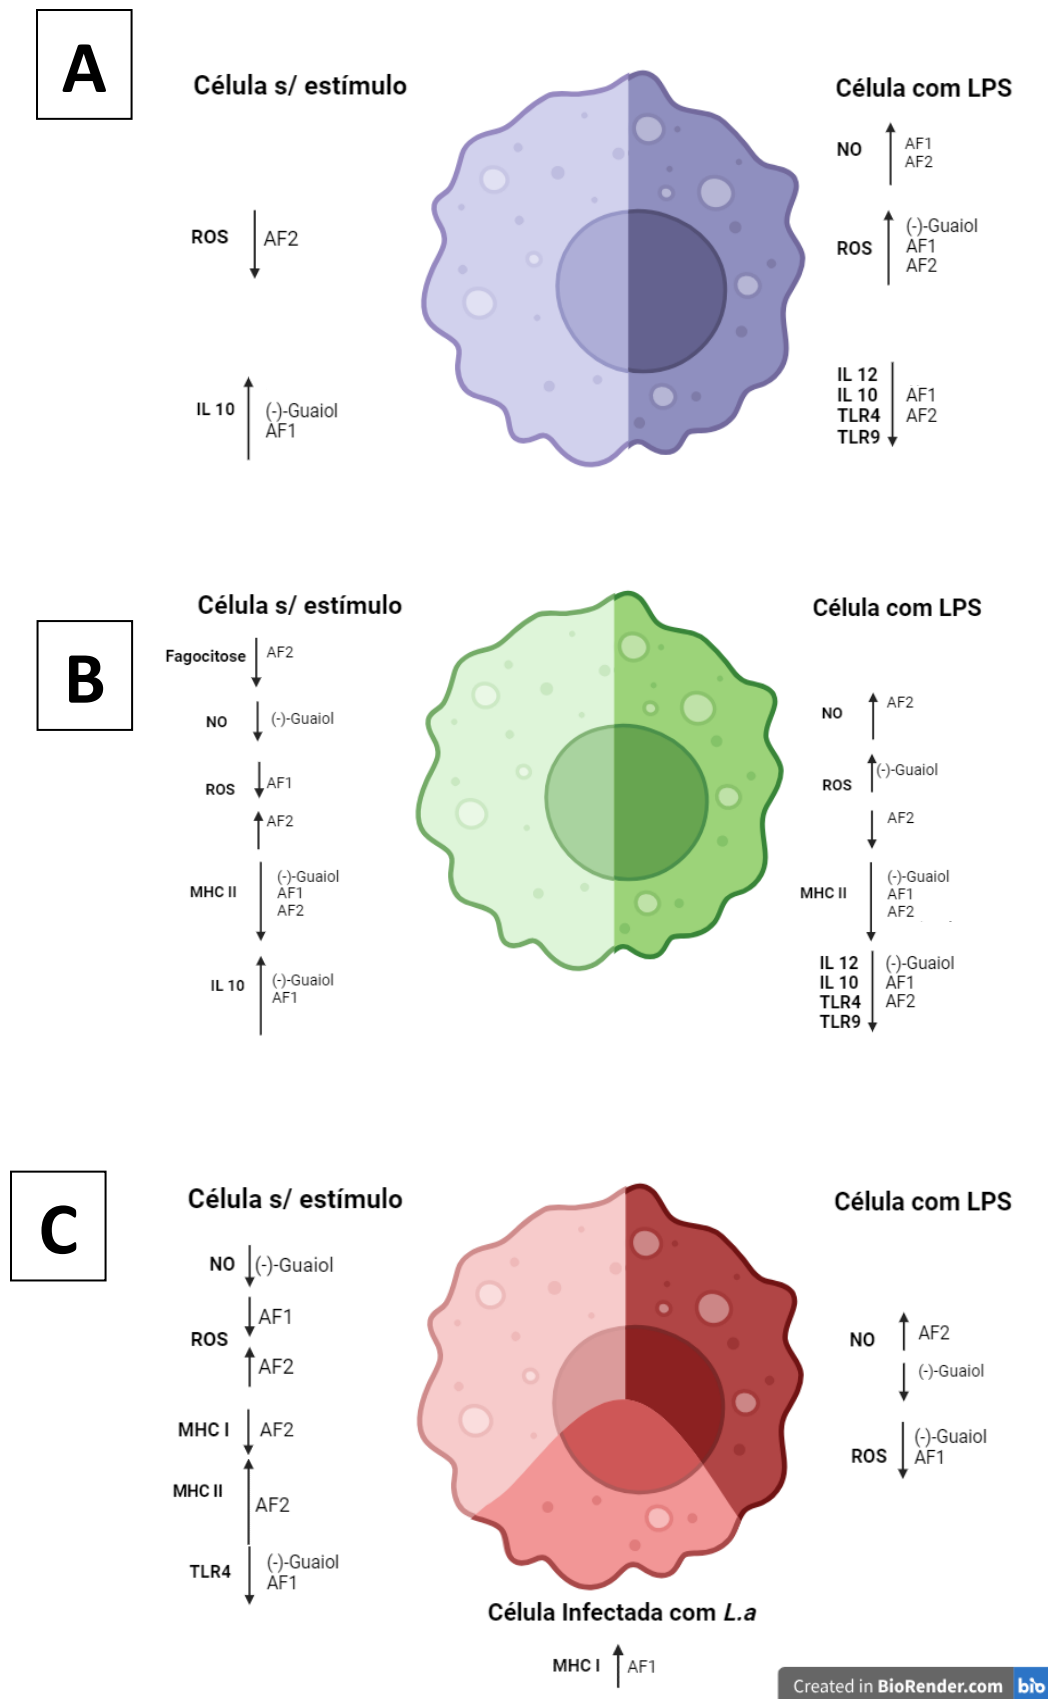 A
Célula s/ estímulo
ROS
AF2
IL 10
(-)-Guaiol
AF1
Célula com LPS
NO
AF1
AF2
ROS
(-)-Guaiol
AF1
AF2
IL 12
IL 10
TLR4
TLR9
AF1
AF2
B
Célula s/ estímulo
Fagocitose
AF2
NO
(-)-Guaiol
ROS
AF1
AF2
MHC II
(-)-Guaiol
AF1
AF2
IL 10
(-)-Guaiol
AF1
Célula com LPS
NO
AF2
ROS
(-)-Guaiol
AF2
MHC II
(-)-Guaiol
AF1
AF2
IL 12
IL 10
TLR4
TLR9
(-)-Guaiol
AF1
AF2
C
Célula s/ estímulo
NO
(-)-Guaiol
ROS
AF1
AF2
MHC I
AF2
MHC II
AF2
TLR4
(-)-Guaiol
AF1
Célula com LPS
NO
AF2
(-)-Guaiol
ROS
(-)-Guaiol
AF1
Célula Infectada com L.a
MHC I
AF1
Created in BioRender.com bio